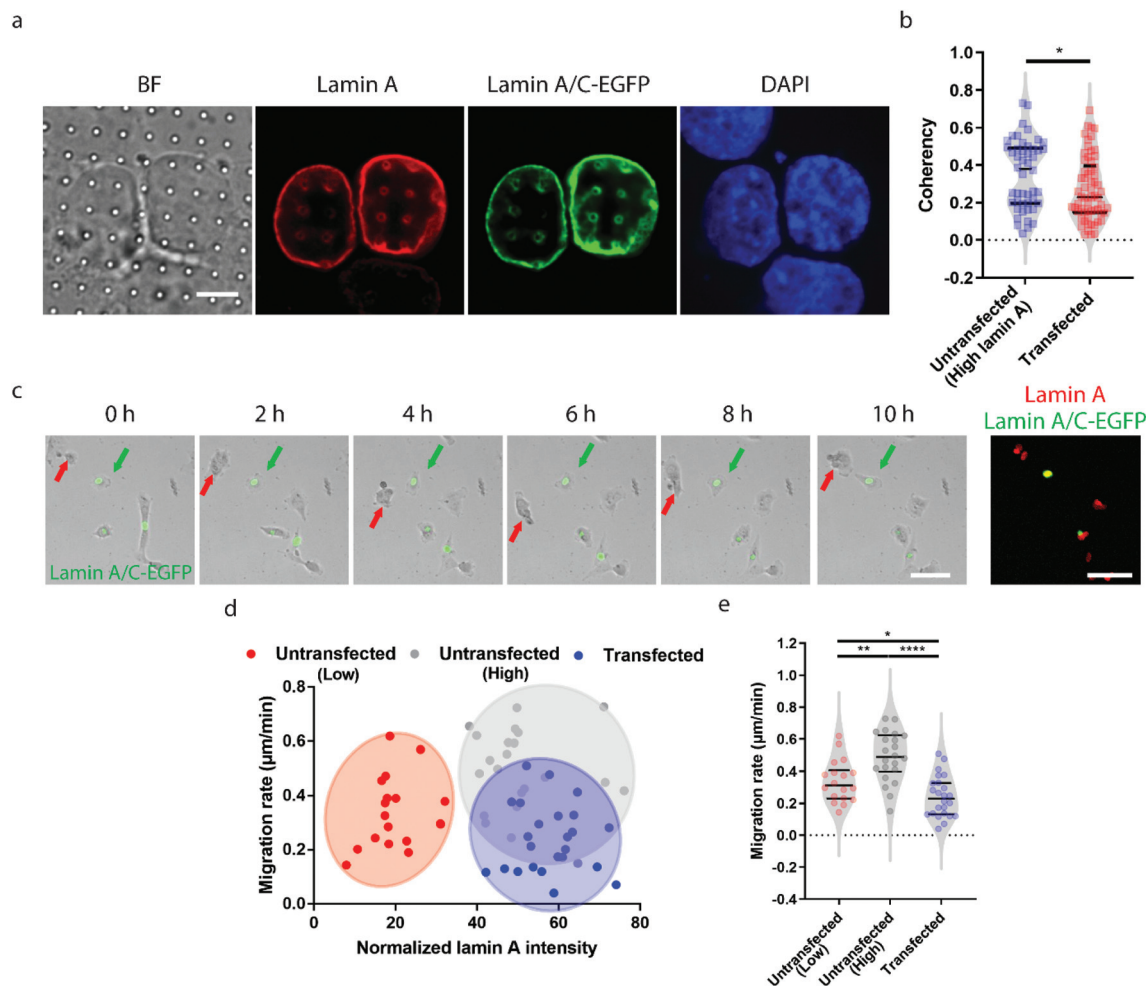 a
BF
Lamin A
Lamin A/C-EGFP
DAPI
b
1.0
0.8
0.6
0.4
0.2
0.0
-0.2
Coherency
*
Untransfected
(High lamin A)
Transfected
c
0 h
2 h
4 h
6 h
8 h
10 h
Lamin A
Lamin A/C-EGFP
Lamin A/C-EGFP
d
Untransfected
(Low)
Untransfected
(High)
Transfected
0.8
0.6
0.4
0.2
0.0
Migration rate (μm/min)
0
20
40
60
80
Normalized lamin A intensity
e
1.2
1.0
0.8
0.6
0.4
0.2
0.0
-0.2
-0.4
Migration rate (μm/min)
*
**
****
Untransfected
(Low)
Untransfected
(High)
Transfected